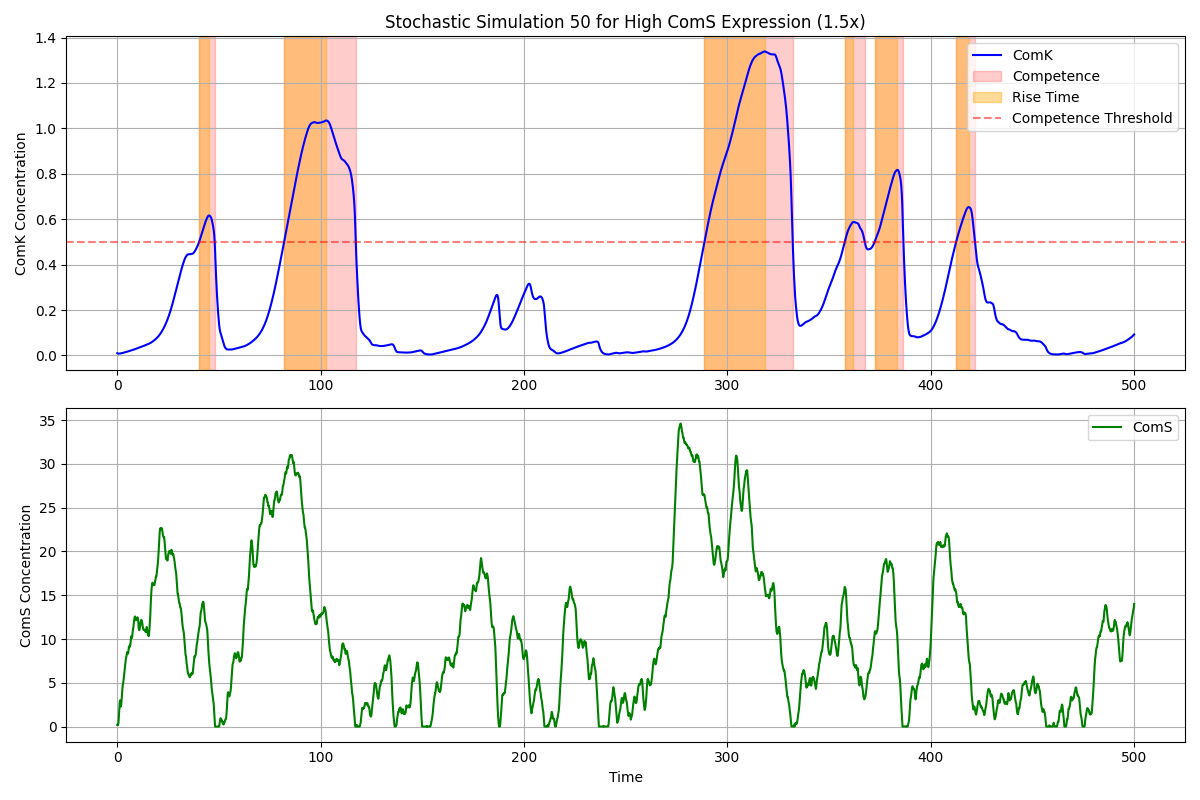 Stochastic Simulation 50 for High ComS Expression (1.5x)
ComK Concentration
1.4
1.2
1.0
0.8
0.6
0.4
0.2
0.0
ComK
Competence
Rise Time
Competence Threshold
0 100 200 300 400 500
ComS Concentration
35
30
25
20
15
10
5
0
ComS
0 100 200 300 400 500
Time